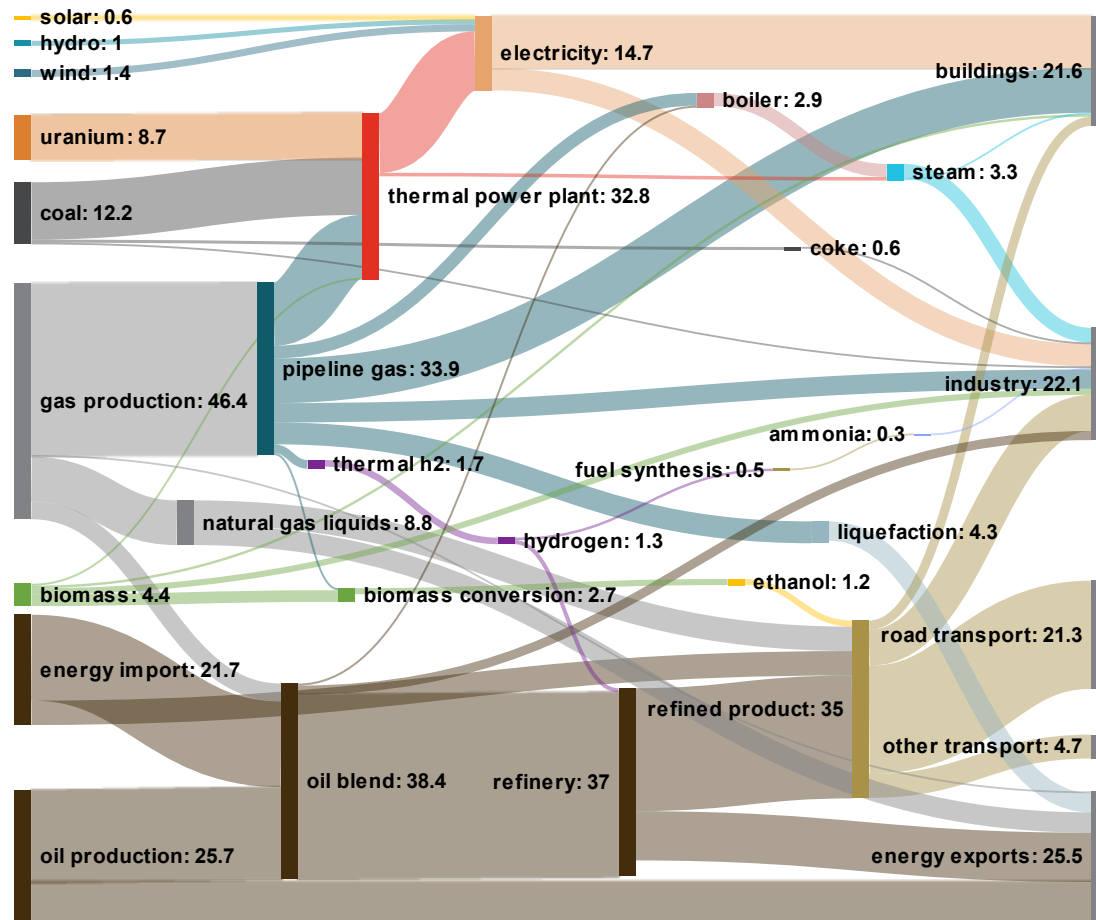 solar: 0.6
hydro: 1
wind: 1.4
electricity: 14.7
buildings: 21.6
boiler: 2.9
uranium: 8.7
steam: 3.3
thermal power plant: 32.8
coal: 12.2
coke: 0.6
pipeline gas: 33.9
industry: 22.1
gas production: 46.4
ammonia: 0.3
thermal h2: 1.7
fuel synthesis: 0.5
natural gas liquids: 8.8
liquefaction: 4.3
hydrogen: 1.3
ethanol: 1.2
biomass: 4.4
biomass conversion: 2.7
road transport: 21.3
energy import: 21.7
refined product: 35
other transport: 4.7
oil blend: 38.4
refinery: 37
oil production: 25.7
energy exports: 25.5